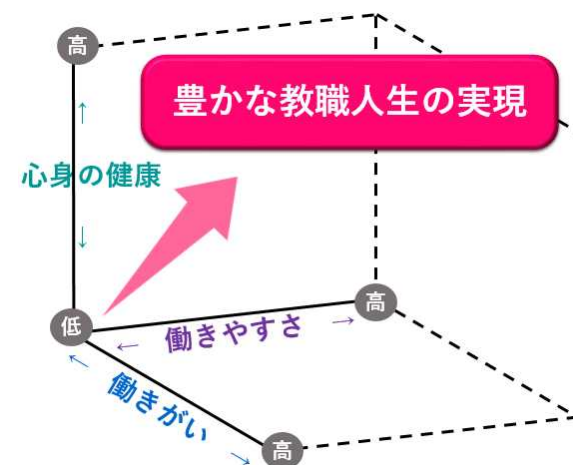 高
豊かな教職人生の実現
↑
心身の健康
↓
高
低
← 働きやすさ →
← 働きがい →
高